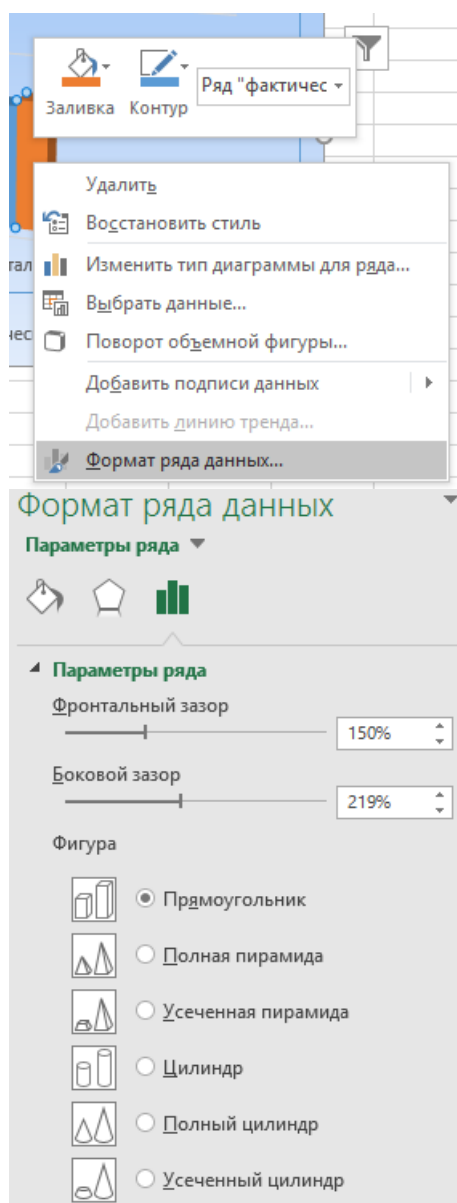 Заливка Контур Ряд "фактичес
Удалить
Восстановить стиль
Изменить тип диаграммы для ряда...
Выбрать данные...
Поворот объемной фигуры...
Добавить подписи данных
Добавить линию тренда...
Формат ряда данных...
Формат ряда данных
Параметры ряда
Параметры ряда
Фронтальный зазор
150%
Боковой зазор
219%
Фигура
Прямоугольник
Полная пирамида
Усеченная пирамида
Цилиндр
Полный цилиндр
Усеченный цилиндр